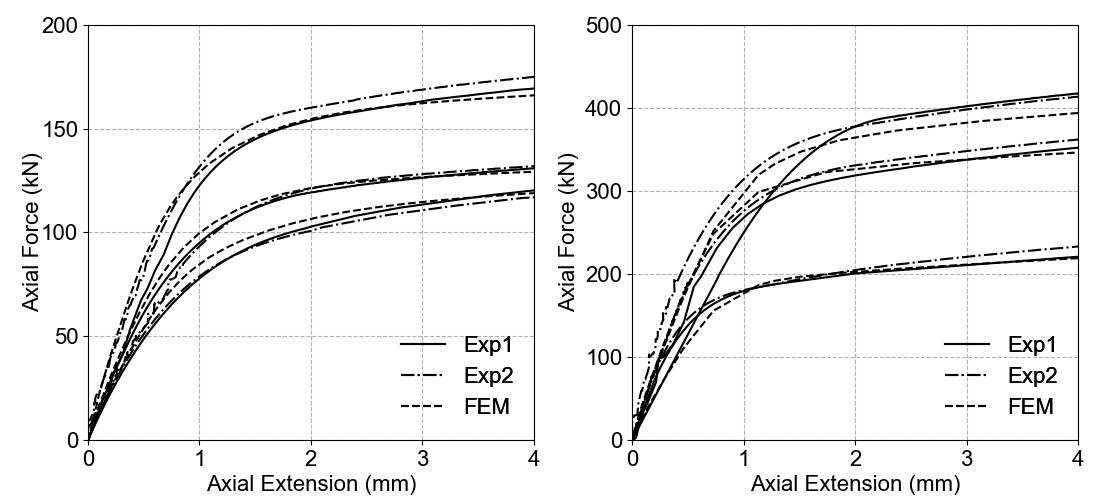 200
150
100
50
0
0 1 2 3 4
Axial Force (kN)
Axial Extension (mm)
Exp1
Exp2
FEM
500
400
300
200
100
0
0 1 2 3 4
Axial Force (kN)
Axial Extension (mm)
Exp1
Exp2
FEM